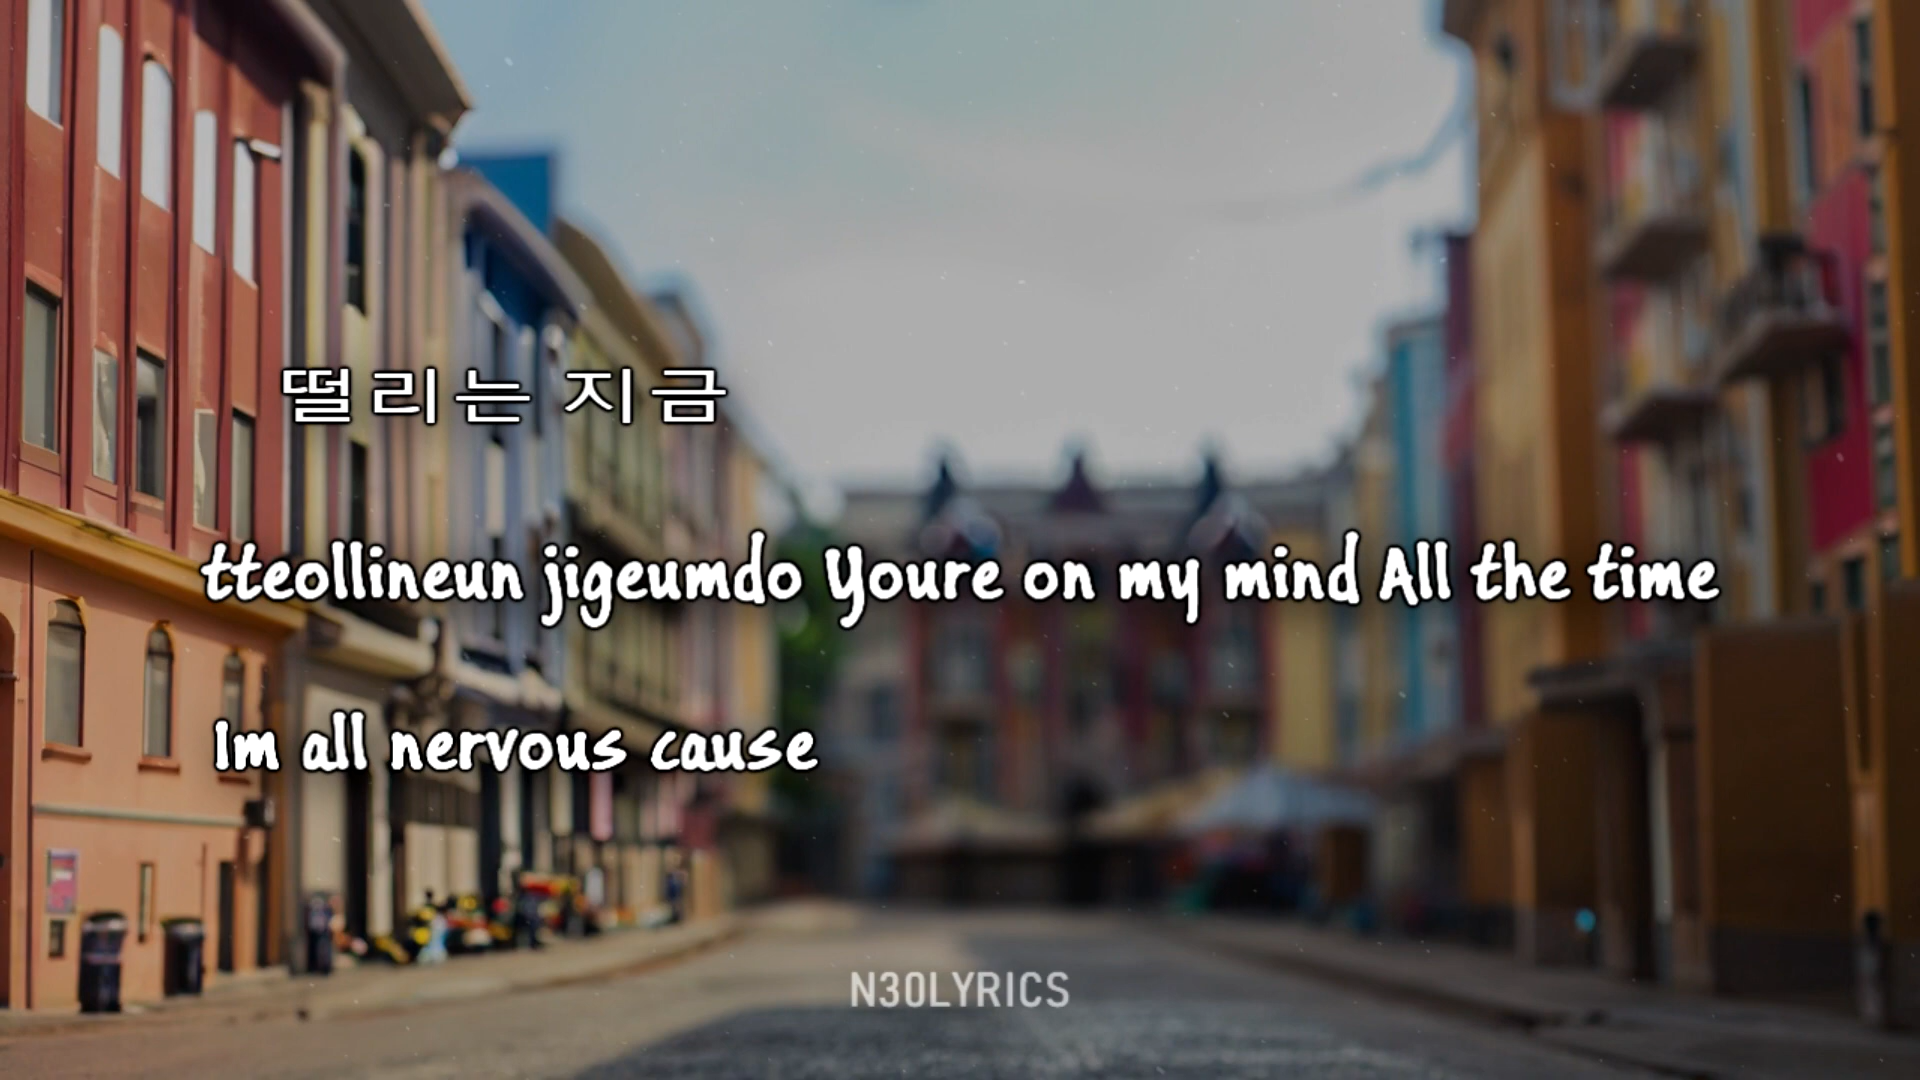 떨리는 지금
tteollineun jigeumdo Youre on my mind All the time
Im all nervous cause
N30LYRICS